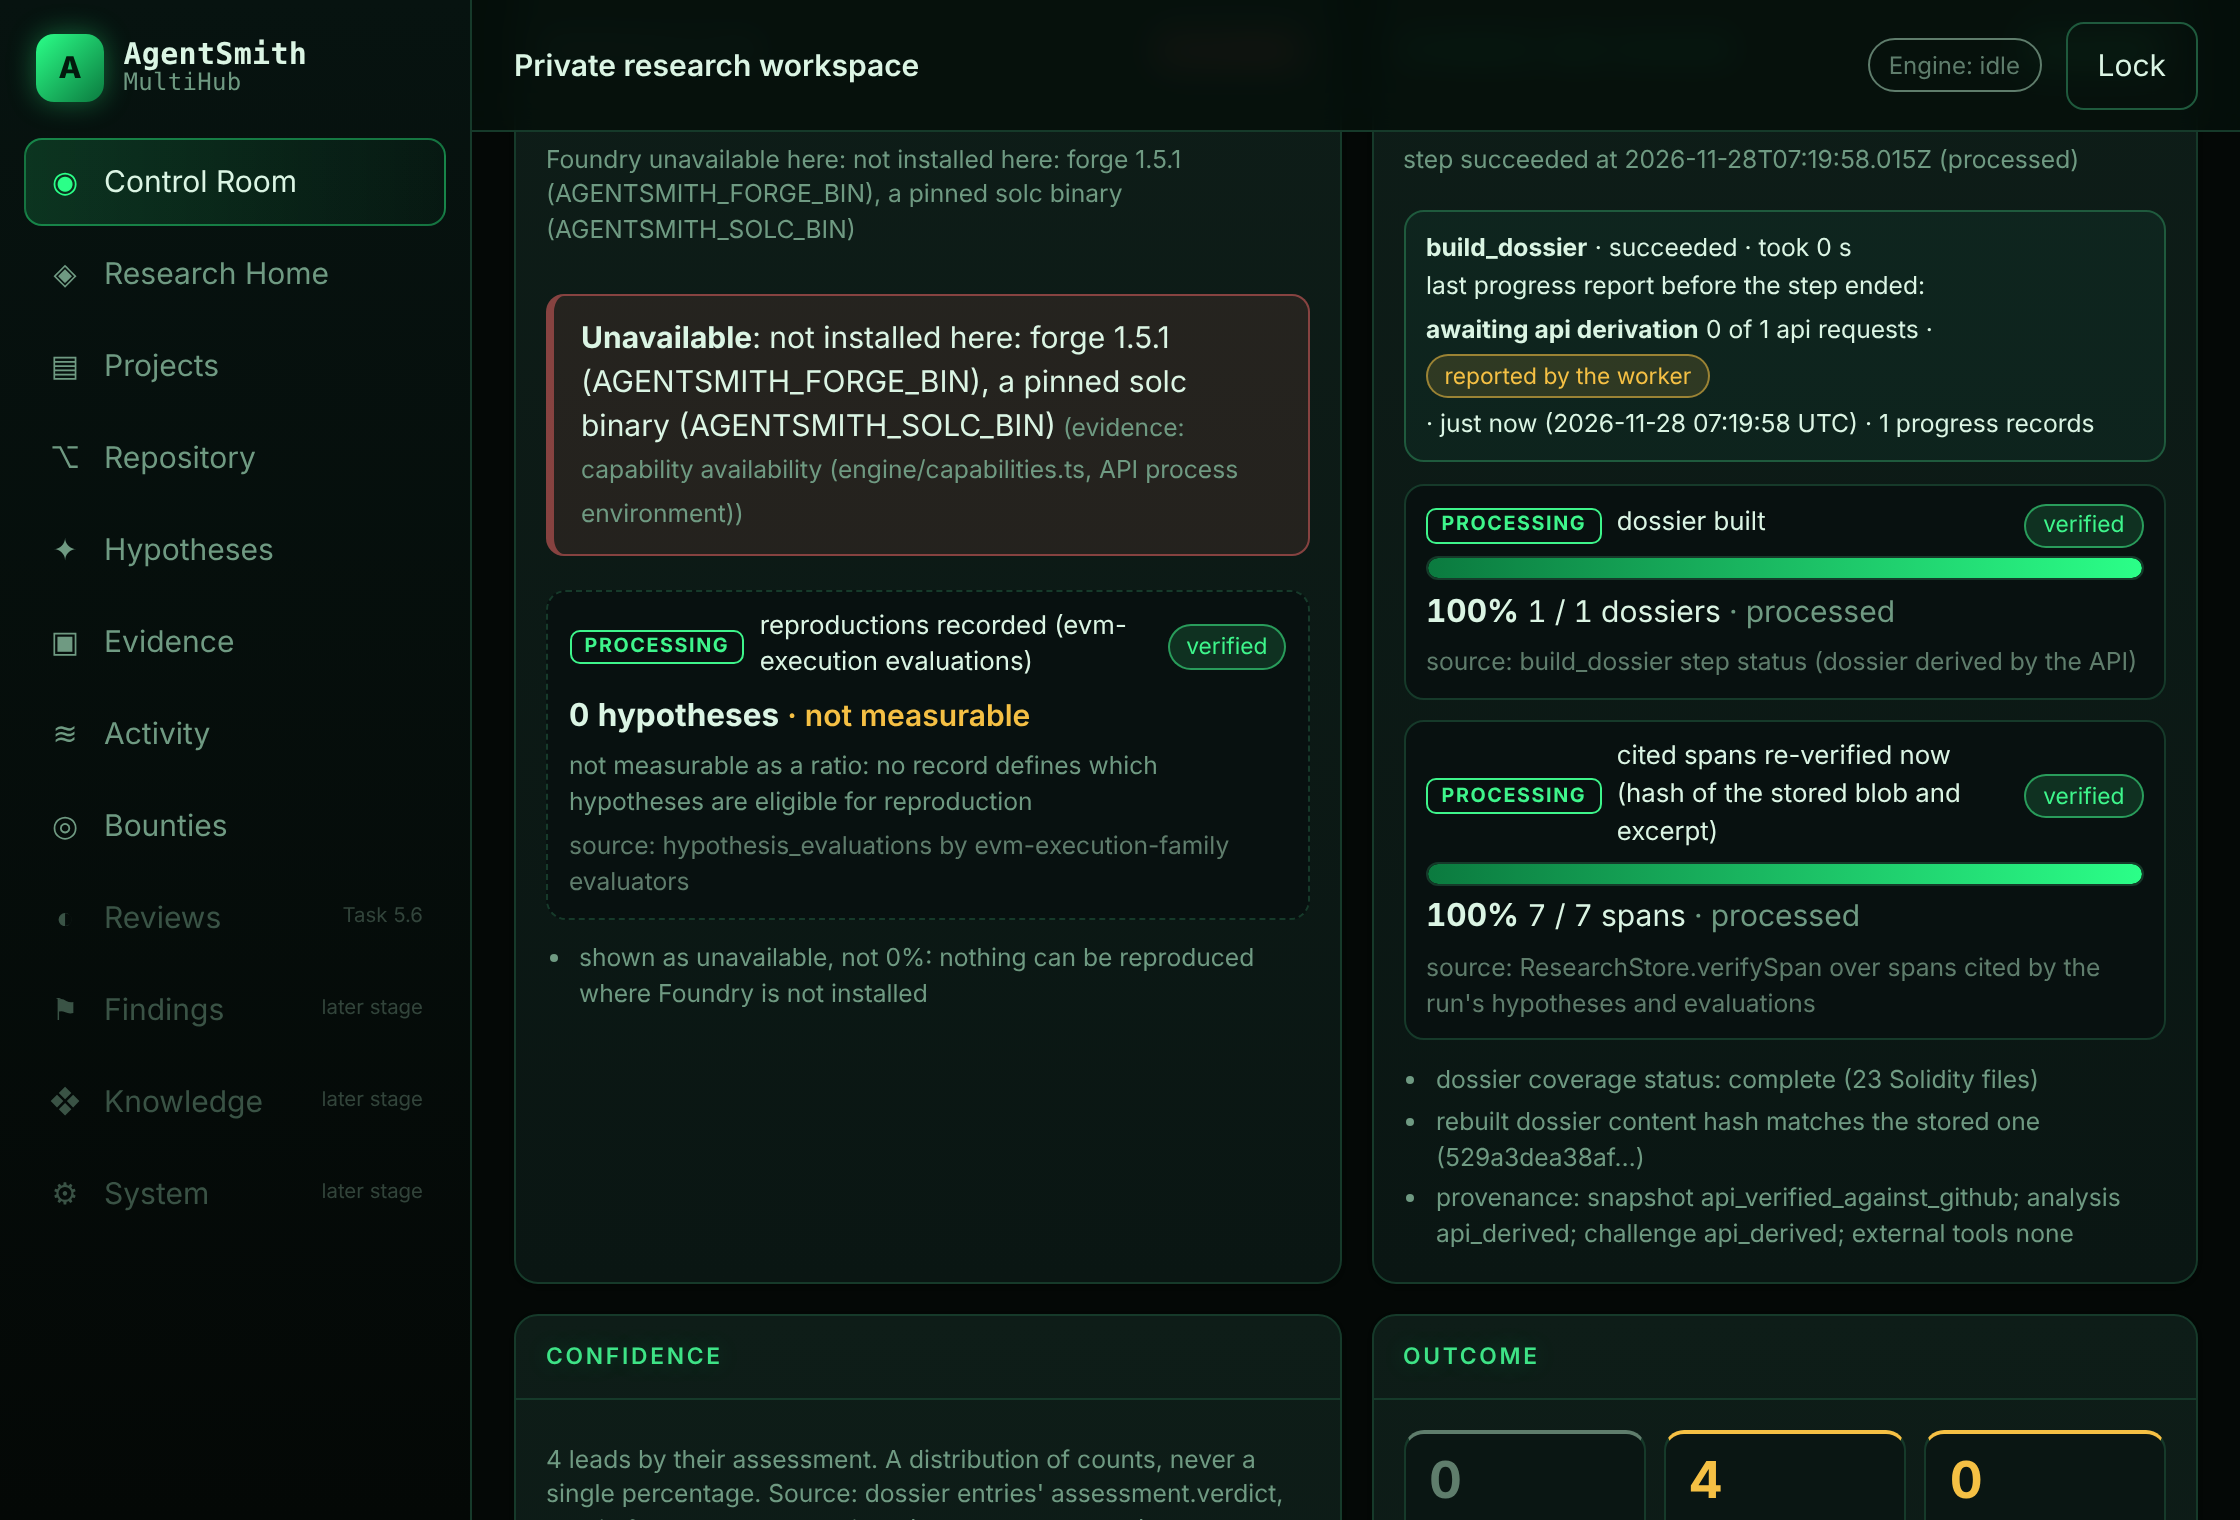 A
AgentSmith
MultiHub
Control Room
Research Home
Projects
Repository
Hypotheses
Evidence
Activity
Bounties
Reviews Task 5.6
Findings later stage
Knowledge later stage
System later stage
Private research workspace
Engine: idle
Lock
Foundry unavailable here: not installed here: forge 1.5.1
(AGENTSMITH_FORGE_BIN), a pinned solc binary
(AGENTSMITH_SOLC_BIN)
Unavailable: not installed here: forge 1.5.1
(AGENTSMITH_FORGE_BIN), a pinned solc
binary (AGENTSMITH_SOLC_BIN) (evidence:
capability availability (engine/capabilities.ts, API process
environment))
PROCESSING
reproductions recorded (evm-
execution evaluations)
verified
0 hypotheses · not measurable
not measurable as a ratio: no record defines which
hypotheses are eligible for reproduction
source: hypothesis_evaluations by evm-execution-family
evaluators
• shown as unavailable, not 0%: nothing can be reproduced
where Foundry is not installed
step succeeded at 2026-11-28T07:19:58.015Z (processed)
build_dossier · succeeded · took 0 s
last progress report before the step ended:
awaiting api derivation 0 of 1 api requests ·
reported by the worker
· just now (2026-11-28 07:19:58 UTC) · 1 progress records
PROCESSING dossier built verified
100% 1 / 1 dossiers · processed
source: build_dossier step status (dossier derived by the API)
PROCESSING
cited spans re-verified now
(hash of the stored blob and
excerpt)
verified
100% 7 / 7 spans · processed
source: ResearchStore.verifySpan over spans cited by the
run's hypotheses and evaluations
• dossier coverage status: complete (23 Solidity files)
• rebuilt dossier content hash matches the stored one
(529a3dea38af…)
• provenance: snapshot api_verified_against_github; analysis
api_derived; challenge api_derived; external tools none
CONFIDENCE
4 leads by their assessment. A distribution of counts, never a
single percentage. Source: dossier entries' assessment.verdict,
OUTCOME
0
4
0